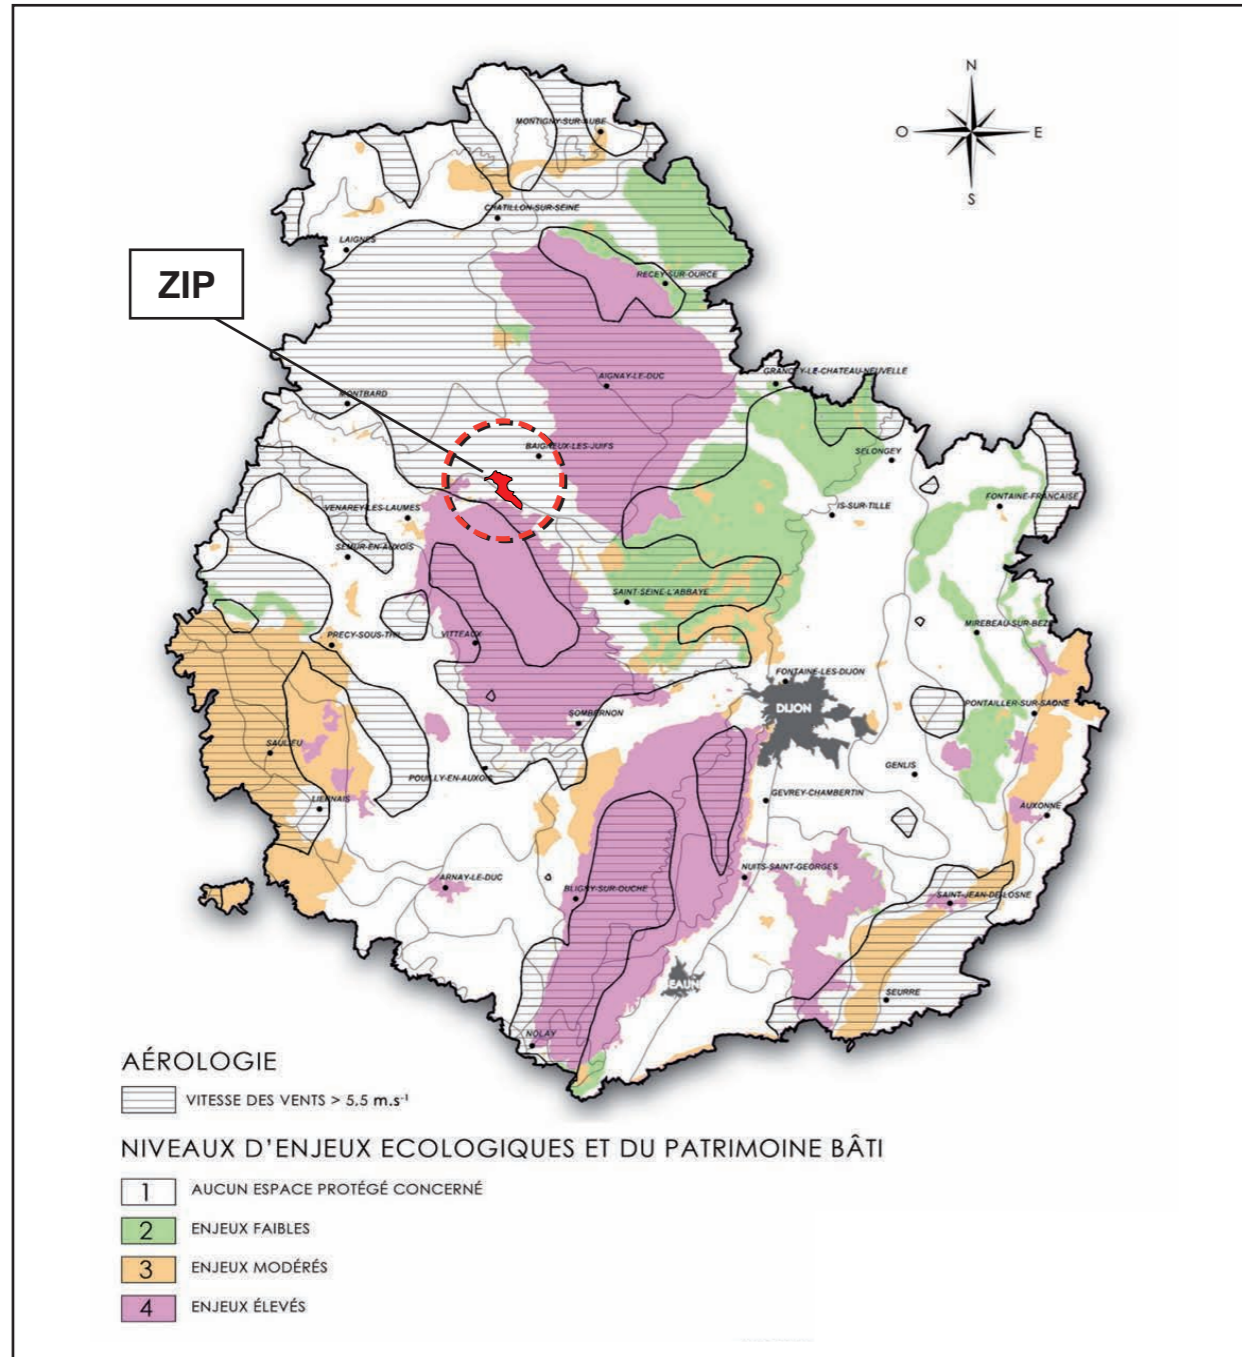 N
O
E
S
MONTIGNY-SUR-AUBE
CHATILLON-SUR-SEINE
LAIGNES
ZIP
RECEY-SUR-OURCE
AIGNAY-LE-DUC
GRANCEY-LE-CHATEAU-NEUVELLE
MONTBARD
BAIGNEUX-LES-JUIFS
SELONGEY
FONTAINE-FRANCAISE
VENAREY-LES-LAUMES
IS-SUR-TILLE
SEMUR-EN-AUXOIS
SAINT-SEINE-L'ABBAYE
MIREBEAU-SUR-BEZE
PRECY-SOUS-THIL
VITTEAUX
FONTAINE-LES-DIJON
DIJON
PONTAILLER-SUR-SAONE
SOMBERNON
SAULIEU
POUILLY-EN-AUXOIS
GENLIS
LIERNAIS
GEVREY-CHAMBERTIN
AUXONNE
ARNAY-LE-DUC
BLIGNY-SUR-OUCHE
NUITS-SAINT-GEORGES
SAINT-JEAN-DE-LOSNE
BEAUNE
SEURRE
NOLAY
AÉROLOGIE
VITESSE DES VENTS > 5.5 m.s⁻¹
NIVEAUX D'ENJEUX ECOLOGIQUES ET DU PATRIMOINE BÂTI
1 AUCUN ESPACE PROTÉGÉ CONCERNÉ
2 ENJEUX FAIBLES
3 ENJEUX MODÉRÉS
4 ENJEUX ÉLEVÉS